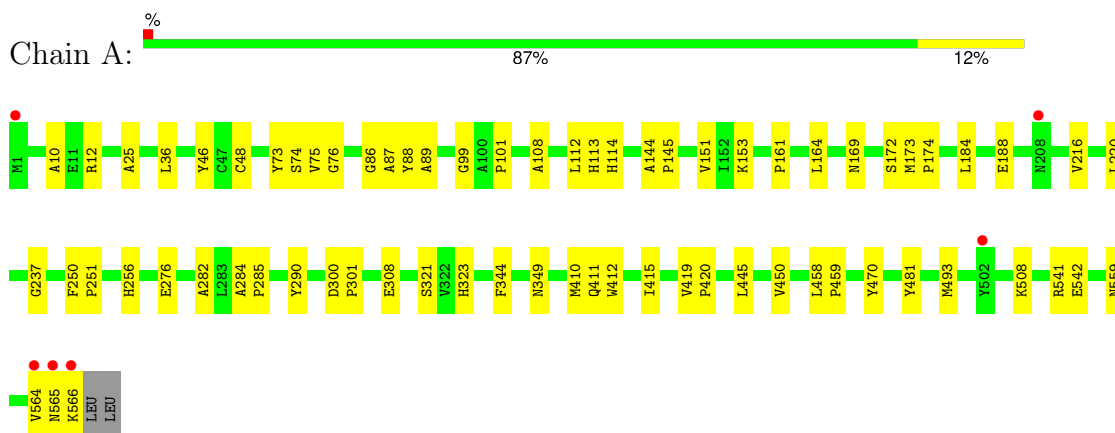 %
Chain A:
87% 12%
M1 A10 E11 R12 A25 L36 Y46 C47 C48 Y73 S74 V75 G76 G86 A87 Y88 A89 G99 A100 P101 A108 L112 H113 H114 A144 P145 V151 I152 K153 P161 L164 N169 S172 M173 P174 L184 E188 N208 V216
G237 F250 P251 H256 E276 A282 L283 A284 P285 Y290 D300 P301 E308 S321 V322 H323 F344 N349 M410 Q411 W412 I415 V419 P420 L445 V450 L458 P459 Y470 Y481 M493 Y502 K508 R541 E542 N559
V564 N565 K566 LEU LEU